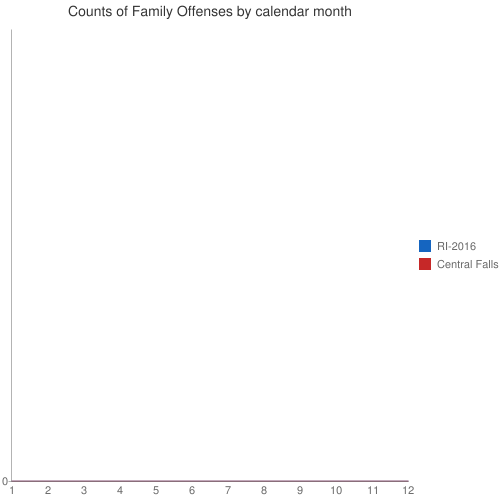 Counts of Family Offenses by calendar month
RI-2016
Central Falls
0
1 2 3 4 5 6 7 8 9 10 11 12